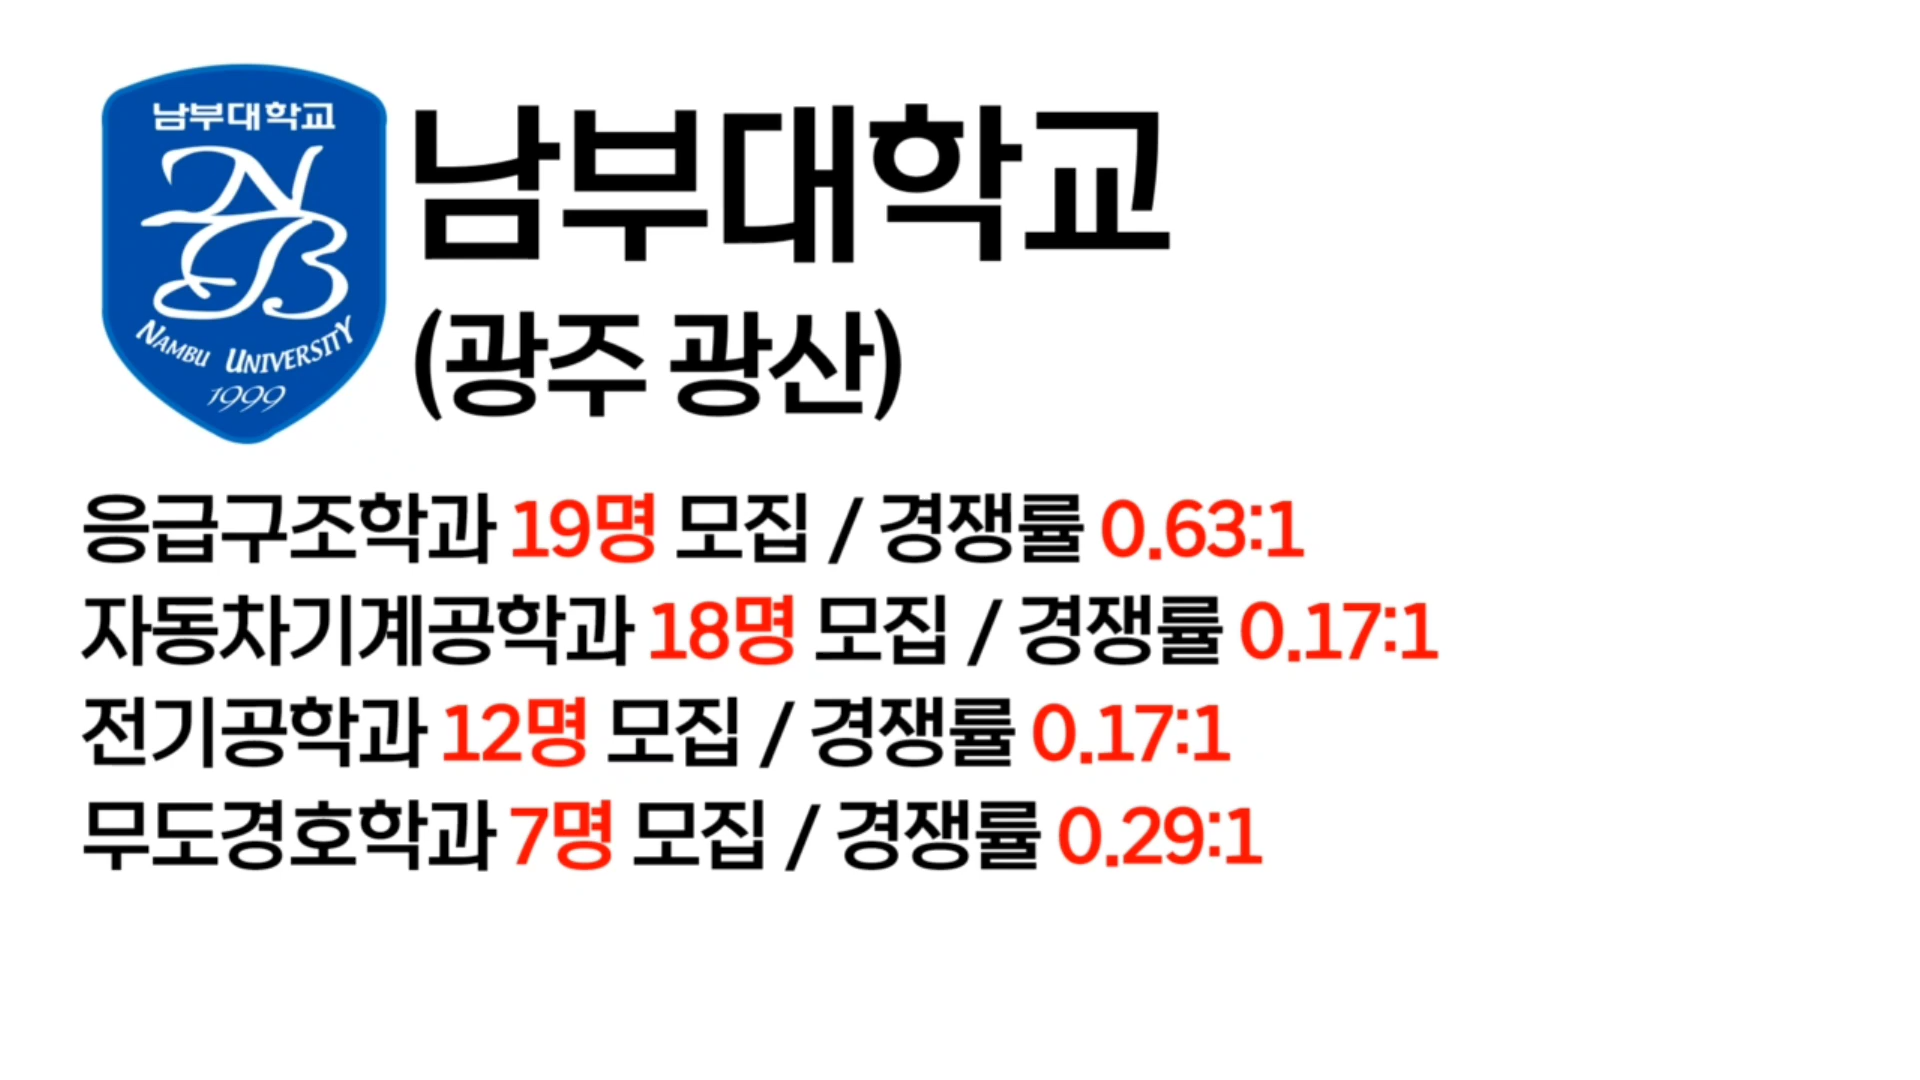 남부대학교
NAMBU UNIVERSITY
1999
남부대학교
(광주 광산)
응급구조학과 19명 모집 / 경쟁률 0.63:1
자동차기계공학과 18명 모집 / 경쟁률 0.17:1
전기공학과 12명 모집 / 경쟁률 0.17:1
무도경호학과 7명 모집 / 경쟁률 0.29:1